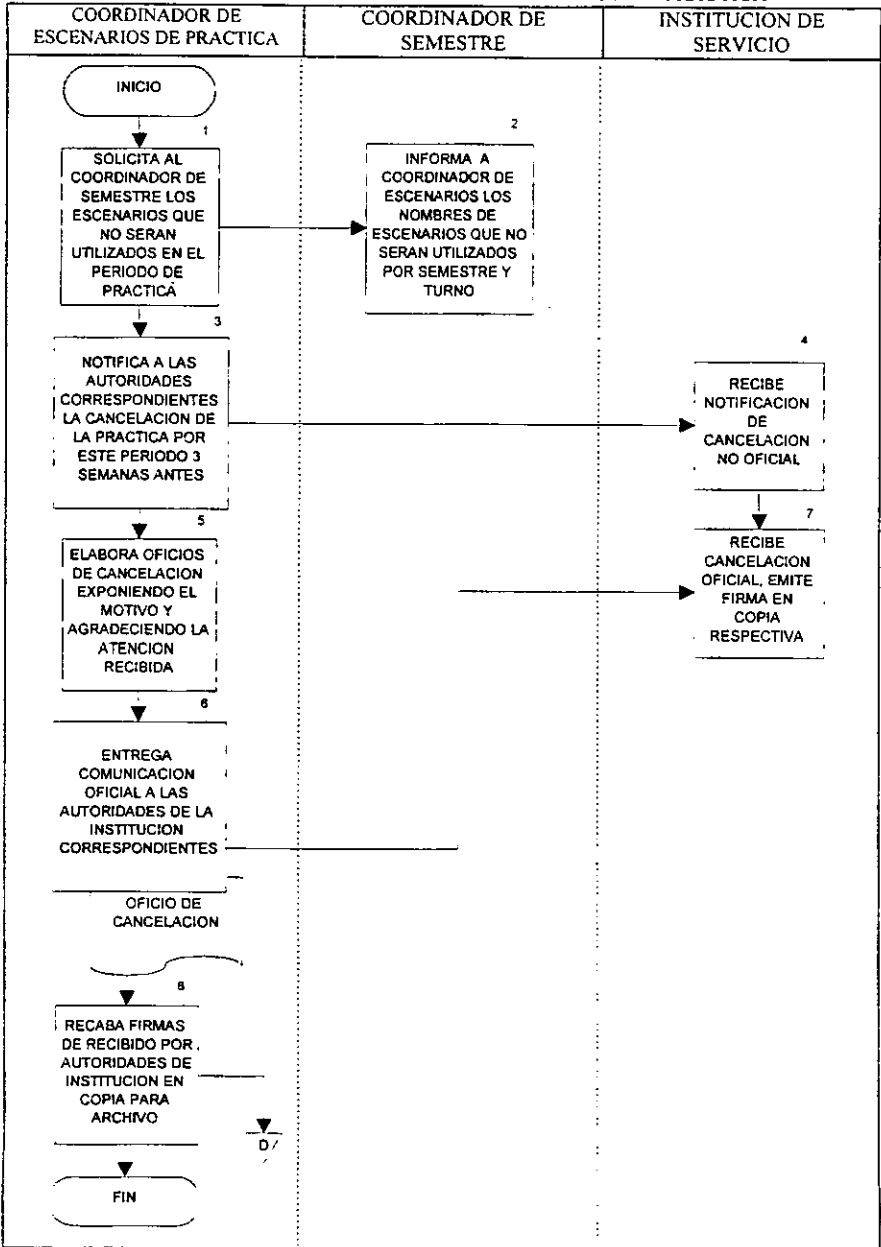 COORDINADOR DE
ESCENARIOS DE PRACTICA
COORDINADOR DE
SEMESTRE
INSTITUCION DE
SERVICIO
INICIO
1
SOLICITA AL
COORDINADOR DE
SEMESTRE LOS
ESCENARIOS QUE
NO SERAN
UTILIZADOS EN EL
PERIODO DE
PRACTICA
2
INFORMA A
COORDINADOR DE
ESCENARIOS LOS
NOMBRES DE
ESCENARIOS QUE NO
SERAN UTILIZADOS
POR SEMESTRE Y
TURNO
3
NOTIFICA A LAS
AUTORIDADES
CORRESPONDIENTES
LA CANCELACION DE
LA PRACTICA POR
ESTE PERIODO 3
SEMANAS ANTES
4
RECIBE
NOTIFICACION
DE
CANCELACION
NO OFICIAL
5
ELABORA OFICIOS
DE CANCELACION
EXPONIENDO EL
MOTIVO Y
AGRADECIENDO LA
ATENCION
RECIBIDA
7
RECIBE
CANCELACION
OFICIAL, EMITE
FIRMA EN
COPIA
RESPECTIVA
6
ENTREGA
COMUNICACION
OFICIAL A LAS
AUTORIDADES DE LA
INSTITUCION
CORRESPONDIENTES
OFICIO DE
CANCELACION
8
RECABA FIRMAS
DE RECIBIDO POR
AUTORIDADES DE
INSTITUCION EN
COPIA PARA
ARCHIVO
D
FIN